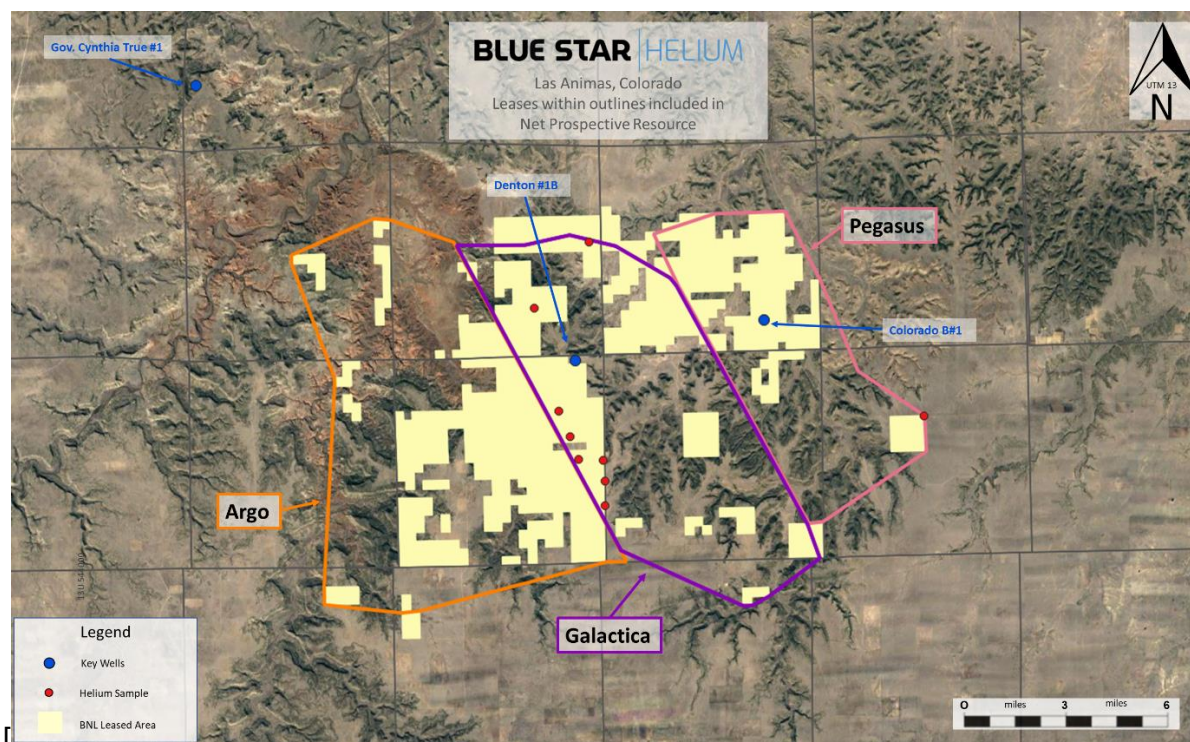 Gov. Cynthia True #1
BLUE STAR HELIUM
Las Animas, Colorado
Leases within outlines included in
Net Prospective Resource
UTM 13
N
Denton #1B
Pegasus
Colorado B#1
Argo
Galactica
Legend
Key Wells
Helium Sample
BNL Leased Area
0 miles 3 miles 6